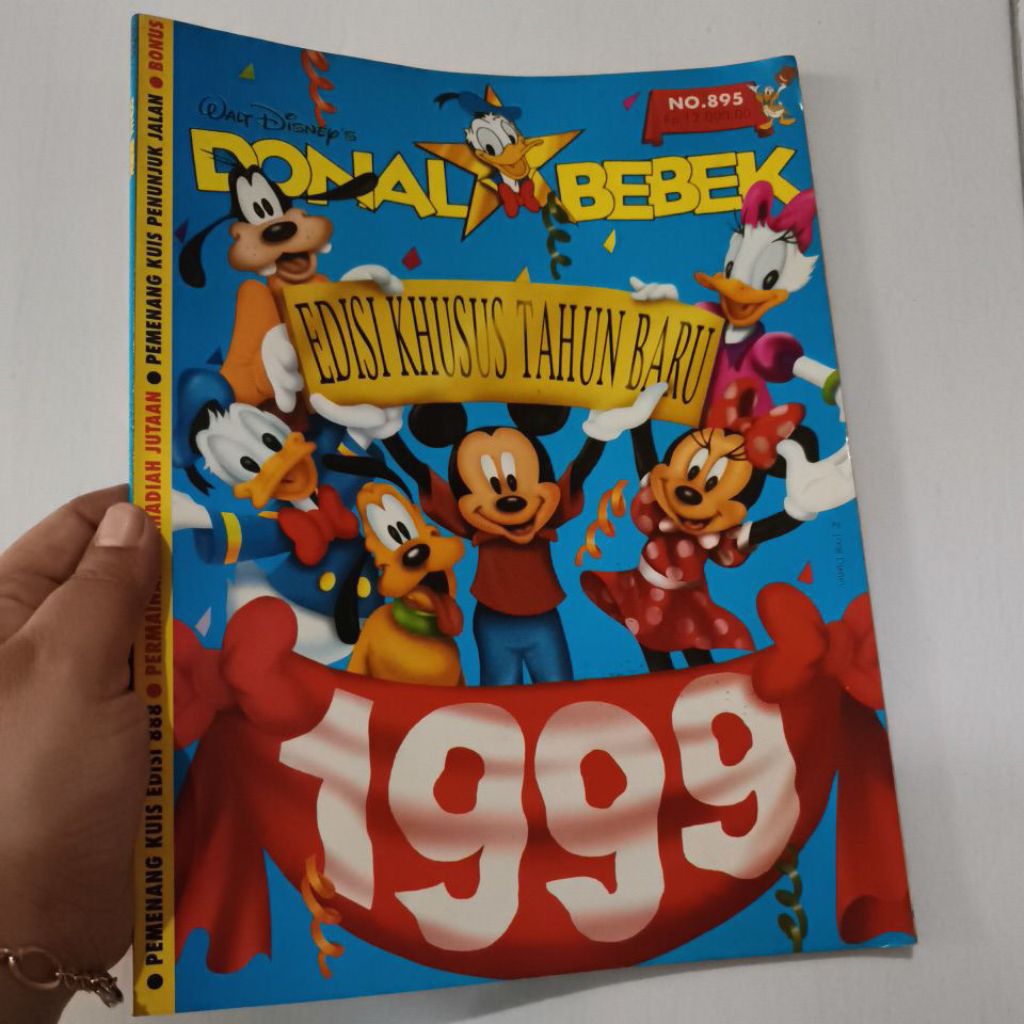 WALT DISNEY'S
DONAL BEBEK
NO.895
EDISI KHUSUS TAHUN BARU
1999
• PEMENANG KUIS EDISI 888 • PERMAINAN HADIAH JUTAAN • PEMENANG KUIS PENUNJUK JALAN • BONUS